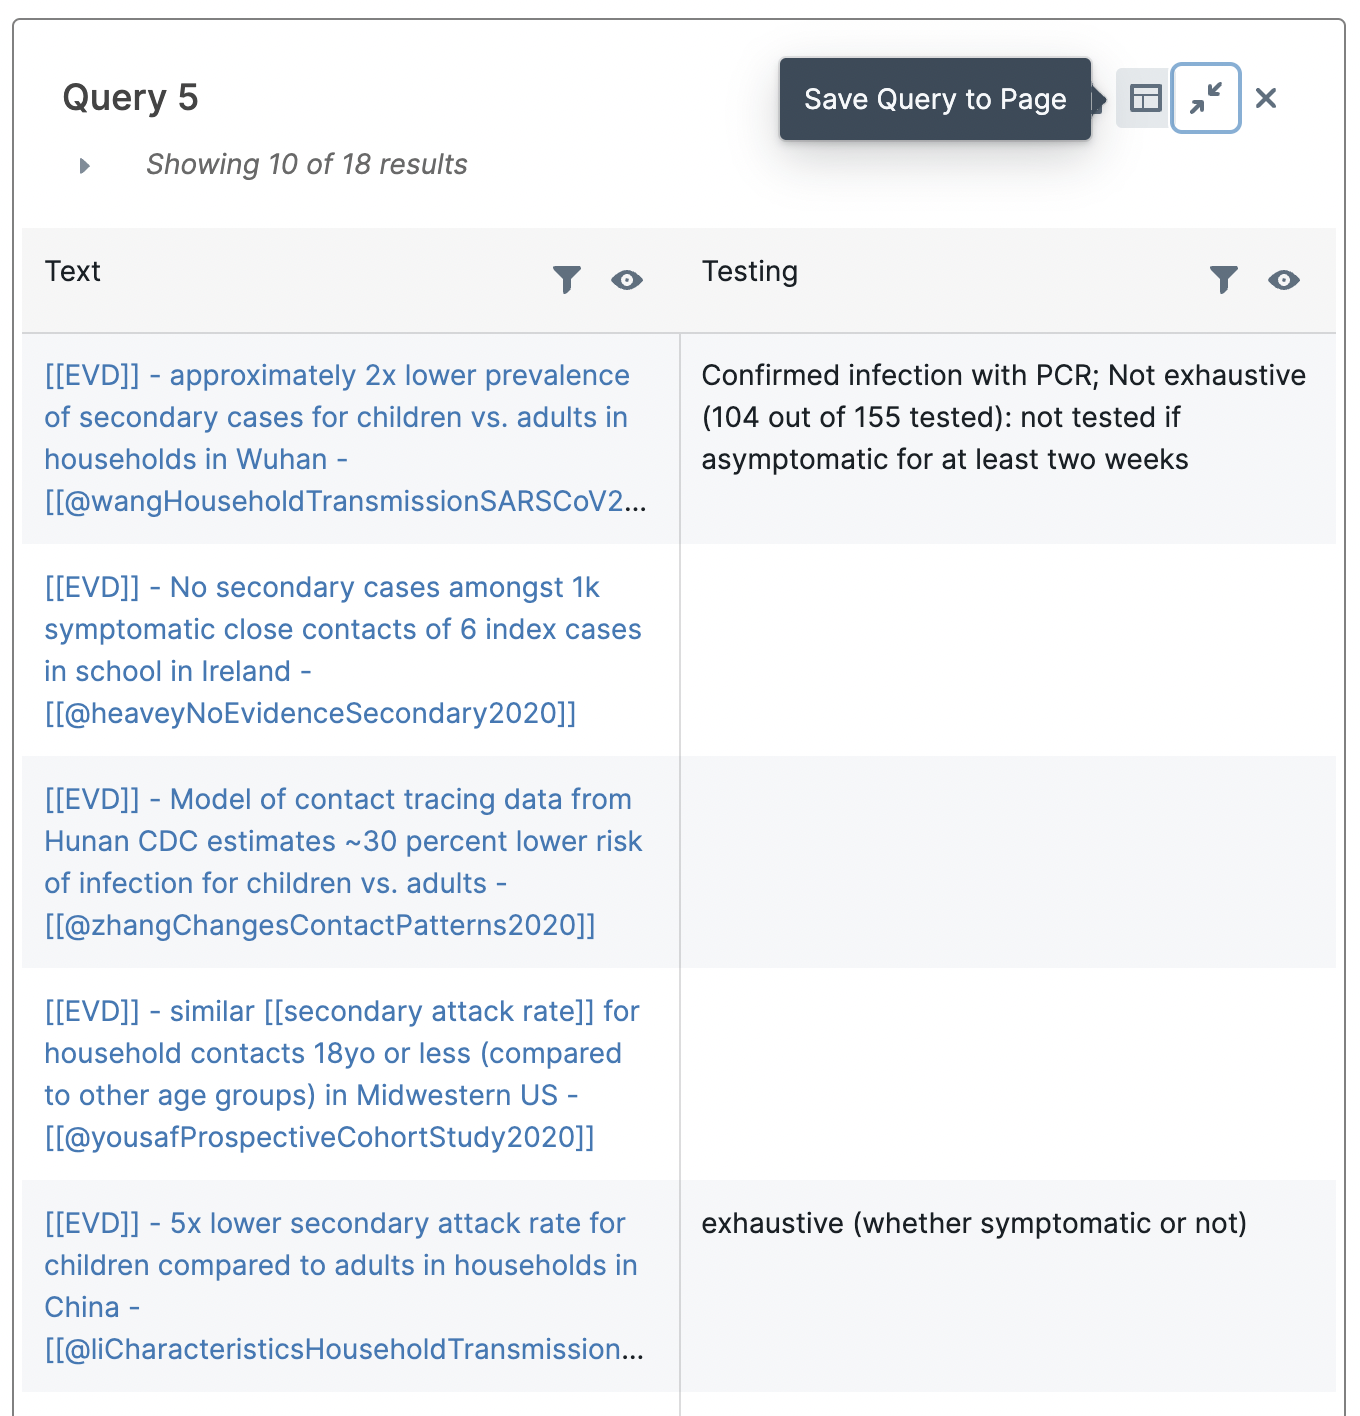 Query 5
Save Query to Page
Showing 10 of 18 results
Text
Testing
[[EVD]] - approximately 2x lower prevalence
of secondary cases for children vs. adults in
households in Wuhan -
[[@wangHouseholdTransmissionSARSCoV2...
Confirmed infection with PCR; Not exhaustive
(104 out of 155 tested): not tested if
asymptomatic for at least two weeks
[[EVD]] - No secondary cases amongst 1k
symptomatic close contacts of 6 index cases
in school in Ireland -
[[@heaveyNoEvidenceSecondary2020]]
[[EVD]] - Model of contact tracing data from
Hunan CDC estimates ~30 percent lower risk
of infection for children vs. adults -
[[@zhangChangesContactPatterns2020]]
[[EVD]] - similar [[secondary attack rate]] for
household contacts 18yo or less (compared
to other age groups) in Midwestern US -
[[@yousafProspectiveCohortStudy2020]]
[[EVD]] - 5x lower secondary attack rate for
children compared to adults in households in
China -
[[@liCharacteristicsHouseholdTransmission...
exhaustive (whether symptomatic or not)